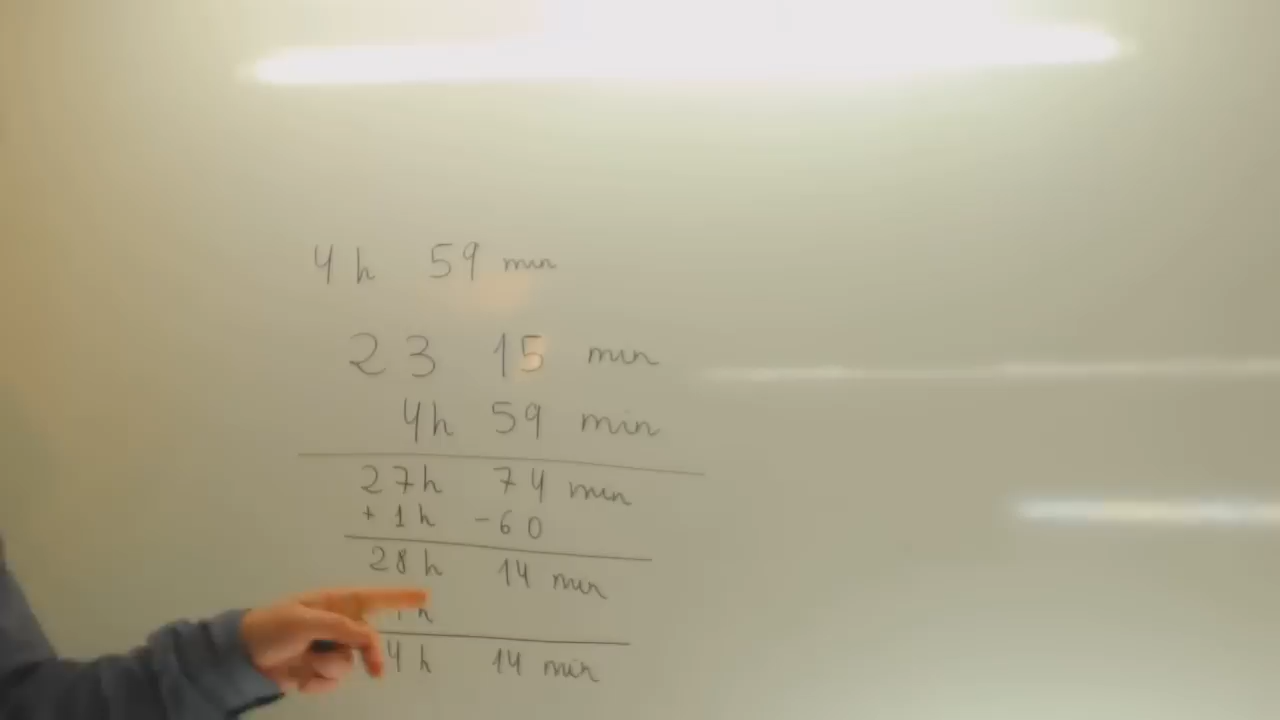 4 h 59 min
23 15 min
4h 59 min
27h 74 min
+ 1h -60
28 h 14 min
h
4 h 14 min